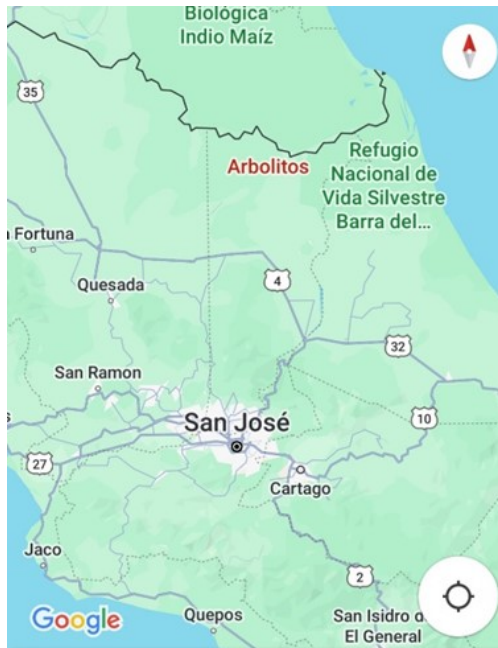 Biológica
Indio Maíz
35
Arbolitos
Refugio
Nacional de
Vida Silvestre
Barra del...
Fortuna
4
Quesada
32
San Ramon
10
San José
27
Cartago
Jaco
2
Google
Quepos
San Isidro d
El General